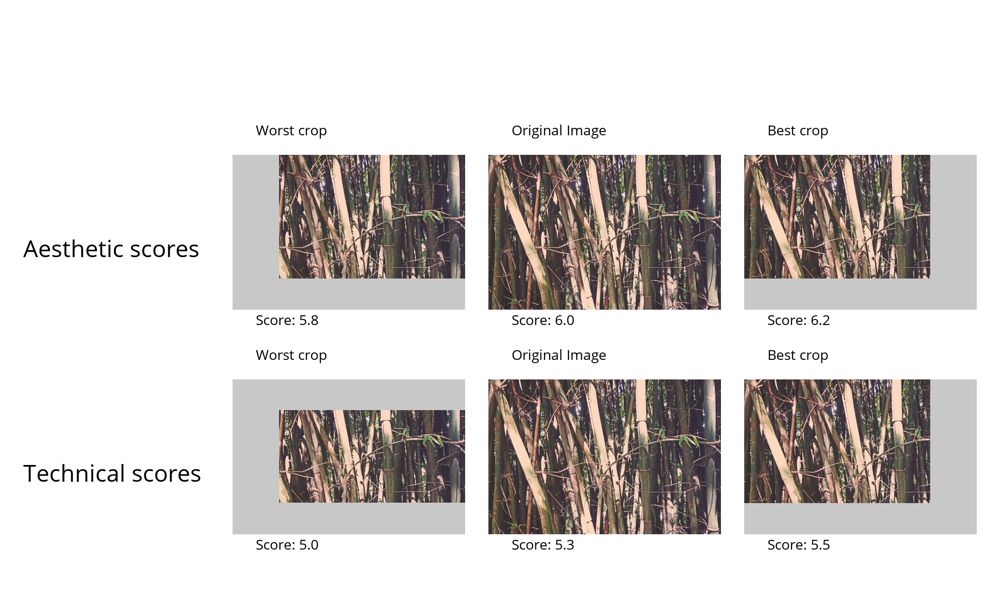 Worst crop
Original Image
Best crop
Aesthetic scores
Score: 5.8
Score: 6.0
Score: 6.2
Worst crop
Original Image
Best crop
Technical scores
Score: 5.0
Score: 5.3
Score: 5.5